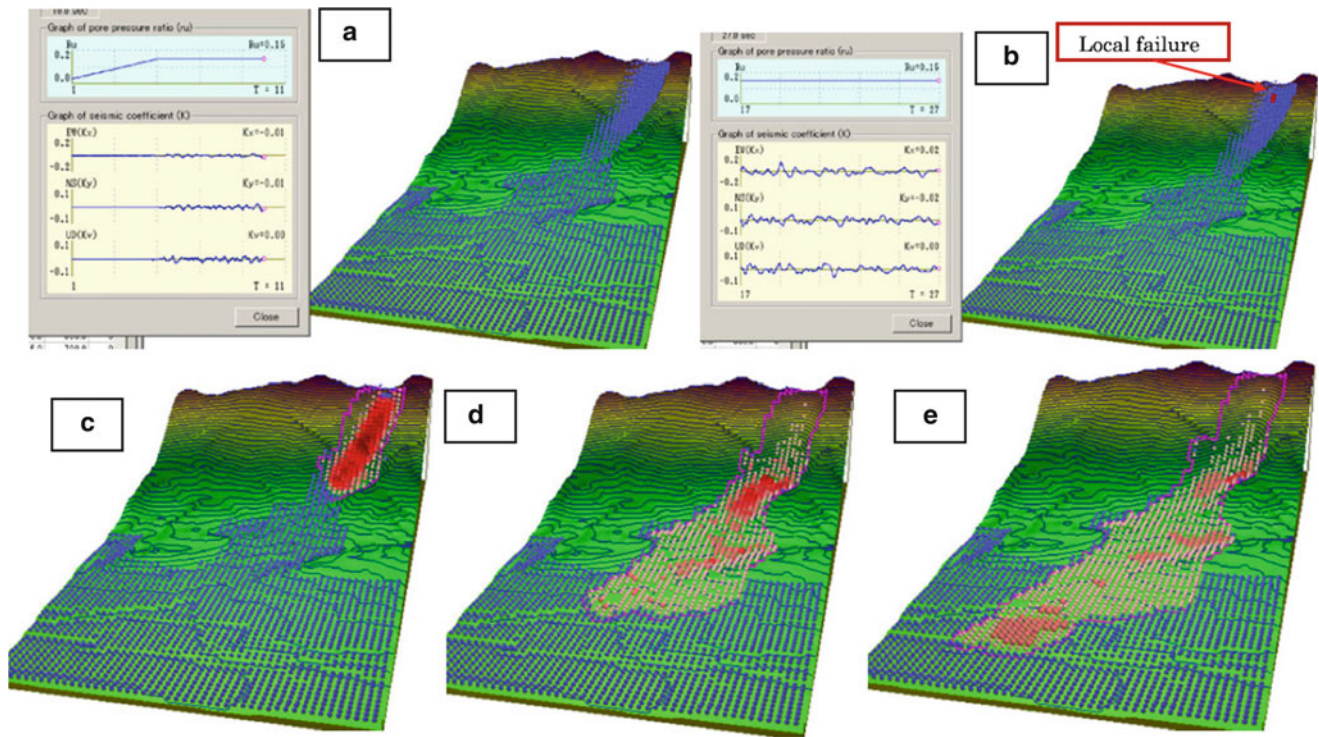 a
Graph of pore pressure ratio (ru)
Ru
Ru=0.15
0.2
0.0
1
T = 11
Graph of seismic coefficient (K)
EW(Kx)
Kx=-0.01
0.2
-0.2
NS(Ky)
Ky=-0.01
0.1
-0.1
UD(Kv)
Kv=0.00
0.1
-0.1
1
T = 11
Close
b
Local failure
27.0 sec
Graph of pore pressure ratio (ru)
Ru
Ru=0.15
0.2
0.0
17
T = 27
Graph of seismic coefficient (K)
EW(Kx)
Kx=0.02
0.2
-0.2
NS(Ky)
Ky=-0.02
0.1
-0.1
UD(Kv)
Kv=0.00
0.1
-0.1
17
T = 27
Close
c
d
e